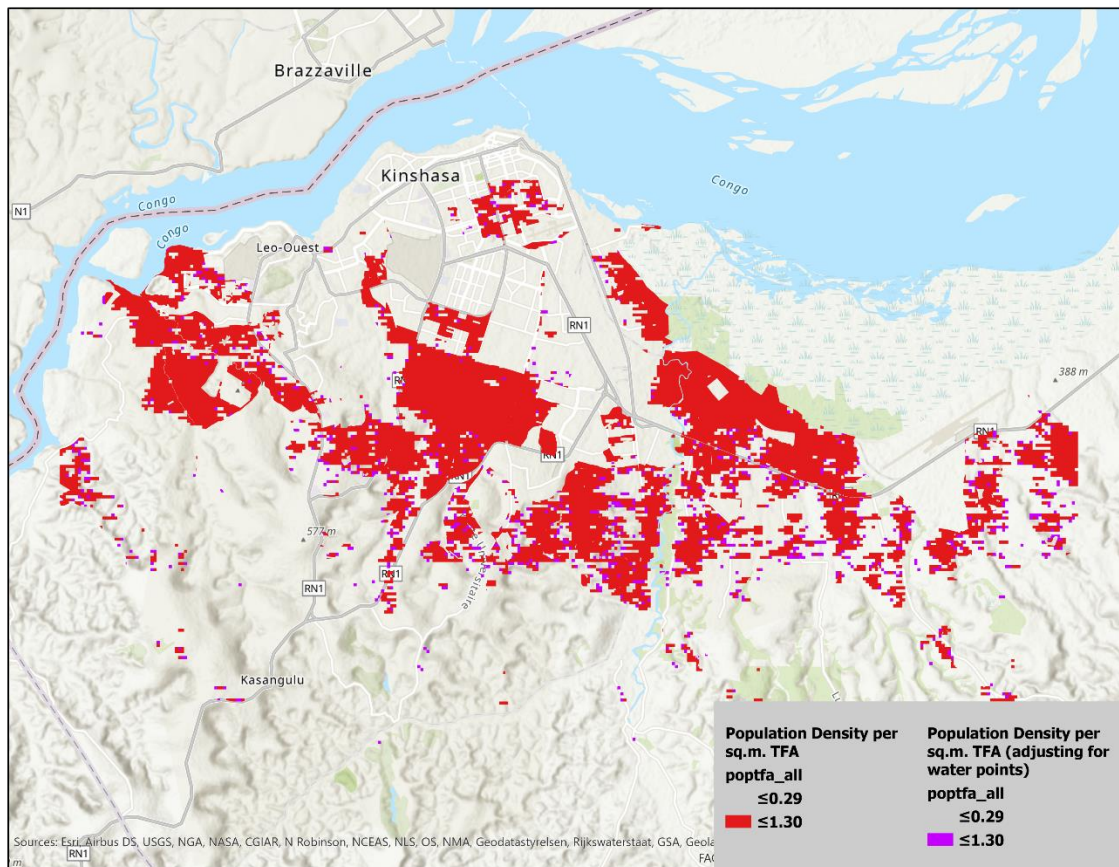 Brazzaville
Kinshasa
Congo
Congo
N1
Congo
Leo-Ouest
RN1
388 m
RN1
RN1
RN1
577 m
Universitaire
RN1
RN1
Kasangulu
Population Density per
sq.m. TFA
poptfa_all
≤0.29
≤1.30
Population Density per
sq.m. TFA (adjusting for
water points)
poptfa_all
≤0.29
≤1.30
Sources: Esri, Airbus DS, USGS, NGA, NASA, CGIAR, N Robinson, NCEAS, NLS, OS, NMA, Geodatastyrelsen, Rijkswaterstaat, GSA,
RN1